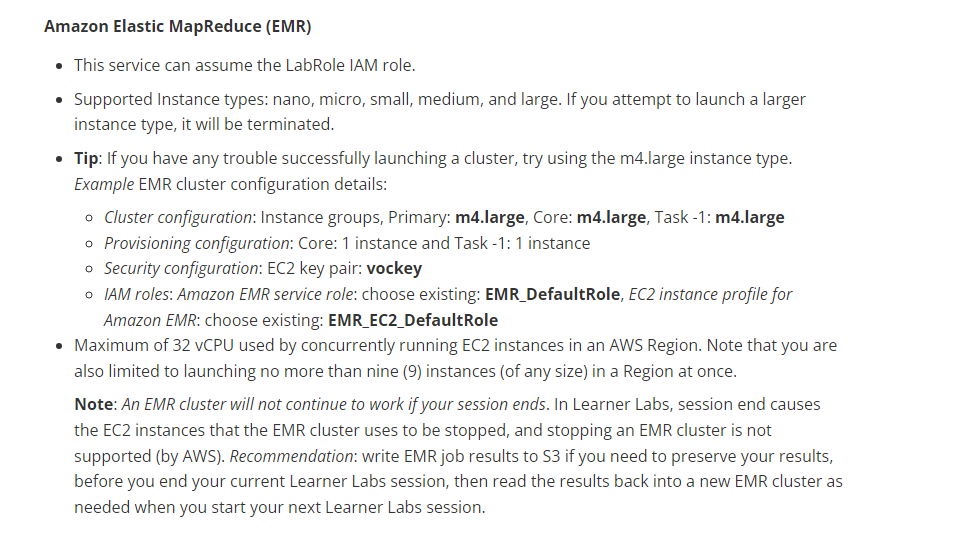 Amazon Elastic MapReduce (EMR)
• This service can assume the LabRole IAM role.
• Supported Instance types: nano, micro, small, medium, and large. If you attempt to launch a larger
instance type, it will be terminated.
• Tip: If you have any trouble successfully launching a cluster, try using the m4.large instance type.
Example EMR cluster configuration details:
◦ Cluster configuration: Instance groups, Primary: m4.large, Core: m4.large, Task -1: m4.large
◦ Provisioning configuration: Core: 1 instance and Task -1: 1 instance
◦ Security configuration: EC2 key pair: vockey
◦ IAM roles: Amazon EMR service role: choose existing: EMR_DefaultRole, EC2 instance profile for
Amazon EMR: choose existing: EMR_EC2_DefaultRole
• Maximum of 32 vCPU used by concurrently running EC2 instances in an AWS Region. Note that you are
also limited to launching no more than nine (9) instances (of any size) in a Region at once.
Note: An EMR cluster will not continue to work if your session ends. In Learner Labs, session end causes
the EC2 instances that the EMR cluster uses to be stopped, and stopping an EMR cluster is not
supported (by AWS). Recommendation: write EMR job results to S3 if you need to preserve your results,
before you end your current Learner Labs session, then read the results back into a new EMR cluster as
needed when you start your next Learner Labs session.